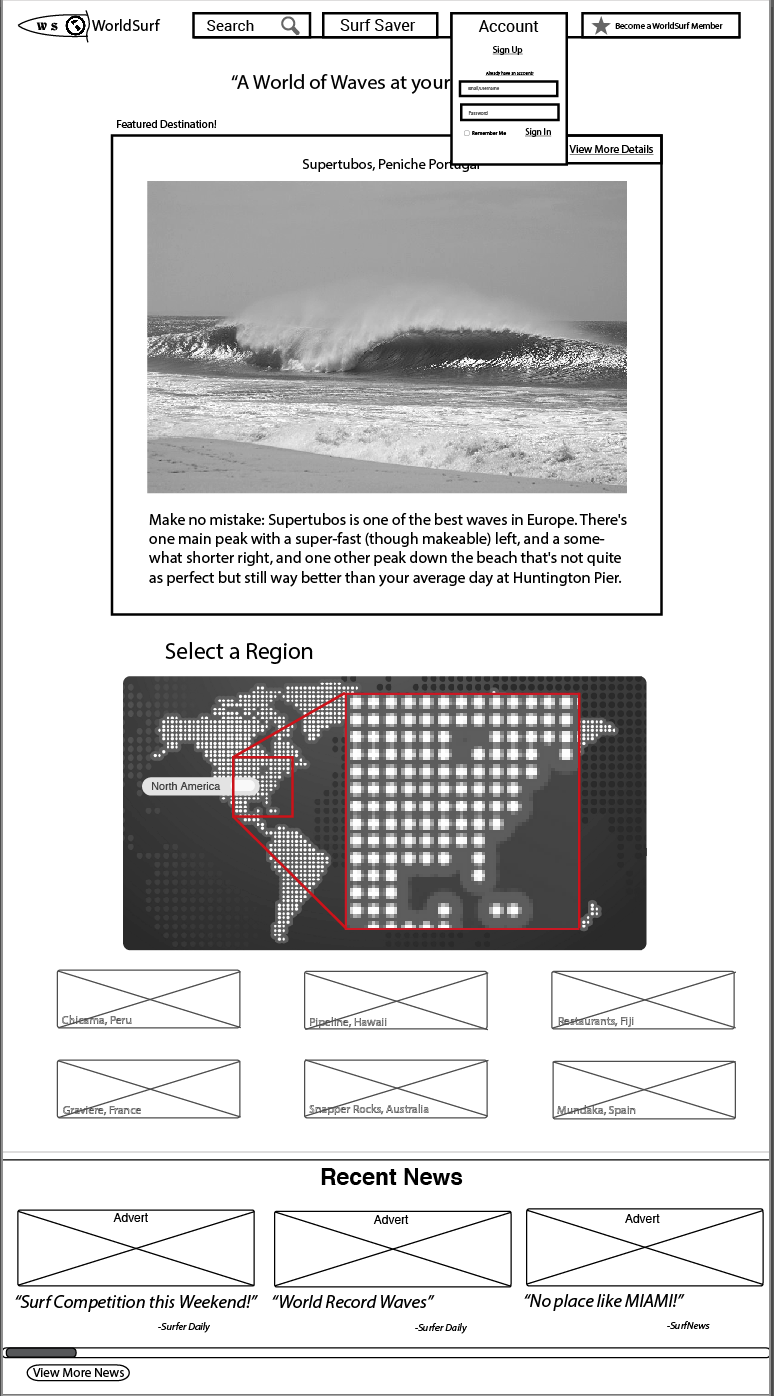 W S WorldSurf
Search
Surf Saver
Account
Become a WorldSurf Member
Sign Up
Already have an account?
email/username
Password
Remember Me
Sign In
“A World of Waves at your
Featured Destination!
View More Details
Supertubos, Peniche Portugal
Make no mistake: Supertubos is one of the best waves in Europe. There's
one main peak with a super-fast (though makeable) left, and a some-
what shorter right, and one other peak down the beach that's not quite
as perfect but still way better than your average day at Huntington Pier.
Select a Region
North America
Chicama, Peru
Pipeline, Hawaii
Restaurants, Fiji
Graviere, France
Snapper Rocks, Australia
Mundaka, Spain
Recent News
Advert
Advert
Advert
“Surf Competition this Weekend!”
“World Record Waves”
“No place like MIAMI!”
-Surfer Daily
-Surfer Daily
-SurfNews
View More News